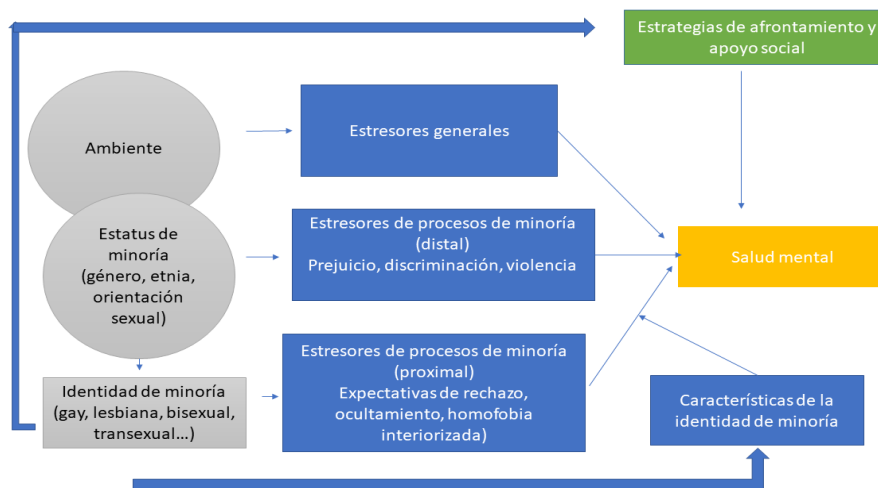 Estrategias de afrontamiento y
apoyo social
Ambiente
Estresores generales
Estatus de
minoría
(género, etnia,
orientación
sexual)
Estresores de procesos de minoría
(distal)
Prejuicio, discriminación, violencia
Salud mental
Identidad de minoría
(gay, lesbiana, bisexual,
transexual...)
Estresores de procesos de minoría
(proximal)
Expectativas de rechazo,
ocultamiento, homofobia
interiorizada)
Características de la
identidad de minoría